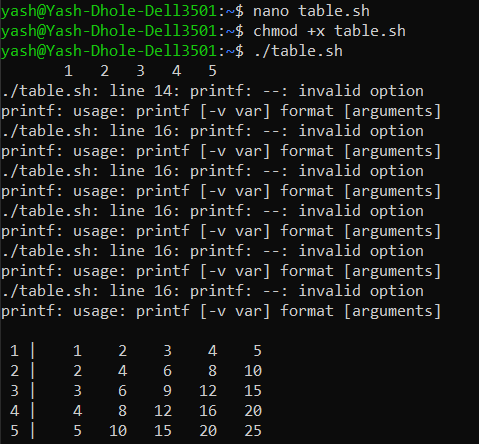 yash@Yash-Dhole-Dell3501:~$ nano table.sh
yash@Yash-Dhole-Dell3501:~$ chmod +x table.sh
yash@Yash-Dhole-Dell3501:~$ ./table.sh
       1   2   3   4   5
./table.sh: line 14: printf: --: invalid option
printf: usage: printf [-v var] format [arguments]
./table.sh: line 16: printf: --: invalid option
printf: usage: printf [-v var] format [arguments]
./table.sh: line 16: printf: --: invalid option
printf: usage: printf [-v var] format [arguments]
./table.sh: line 16: printf: --: invalid option
printf: usage: printf [-v var] format [arguments]
./table.sh: line 16: printf: --: invalid option
printf: usage: printf [-v var] format [arguments]
./table.sh: line 16: printf: --: invalid option
printf: usage: printf [-v var] format [arguments]

 1 |    1    2    3    4    5
 2 |    2    4    6    8   10
 3 |    3    6    9   12   15
 4 |    4    8   12   16   20
 5 |    5   10   15   20   25